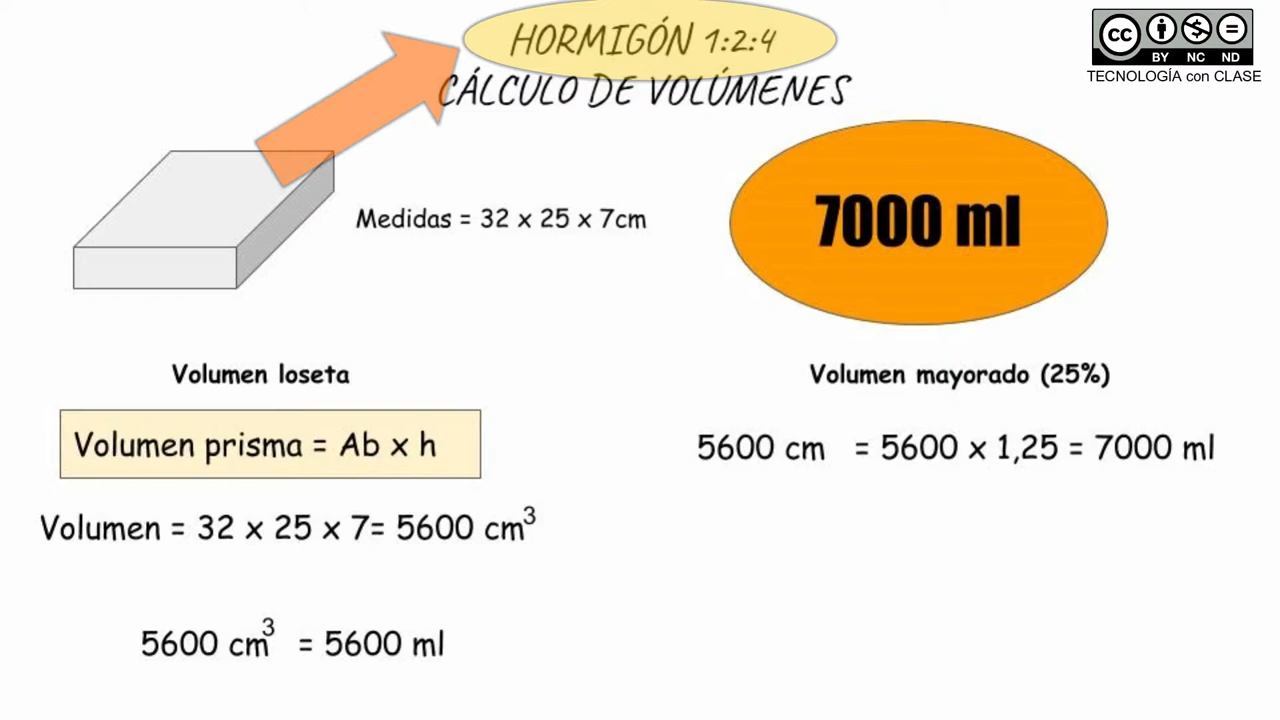 HORMIGÓN 1:2:4
CÁLCULO DE VOLÚMENES
cc
BY NC ND
TECNOLOGÍA con CLASE
Medidas = 32 x 25 x 7cm
7000 ml
Volumen loseta
Volumen prisma = Ab x h
Volumen = 32 x 25 x 7= 5600 cm³
5600 cm³ = 5600 ml
Volumen mayorado (25%)
5600 cm = 5600 x 1,25 = 7000 ml